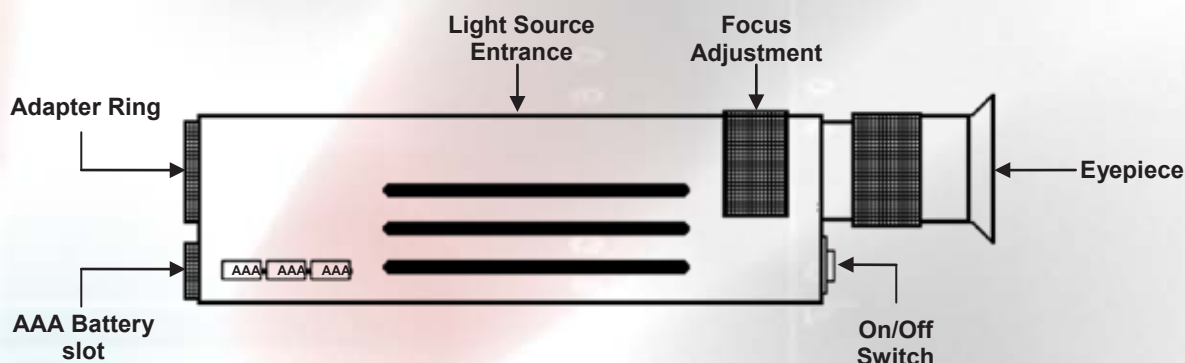 Light Source
Entrance
Focus
Adjustment
Adapter Ring
Eyepiece
AAA AAA AAA
AAA Battery
slot
On/Off
Switch